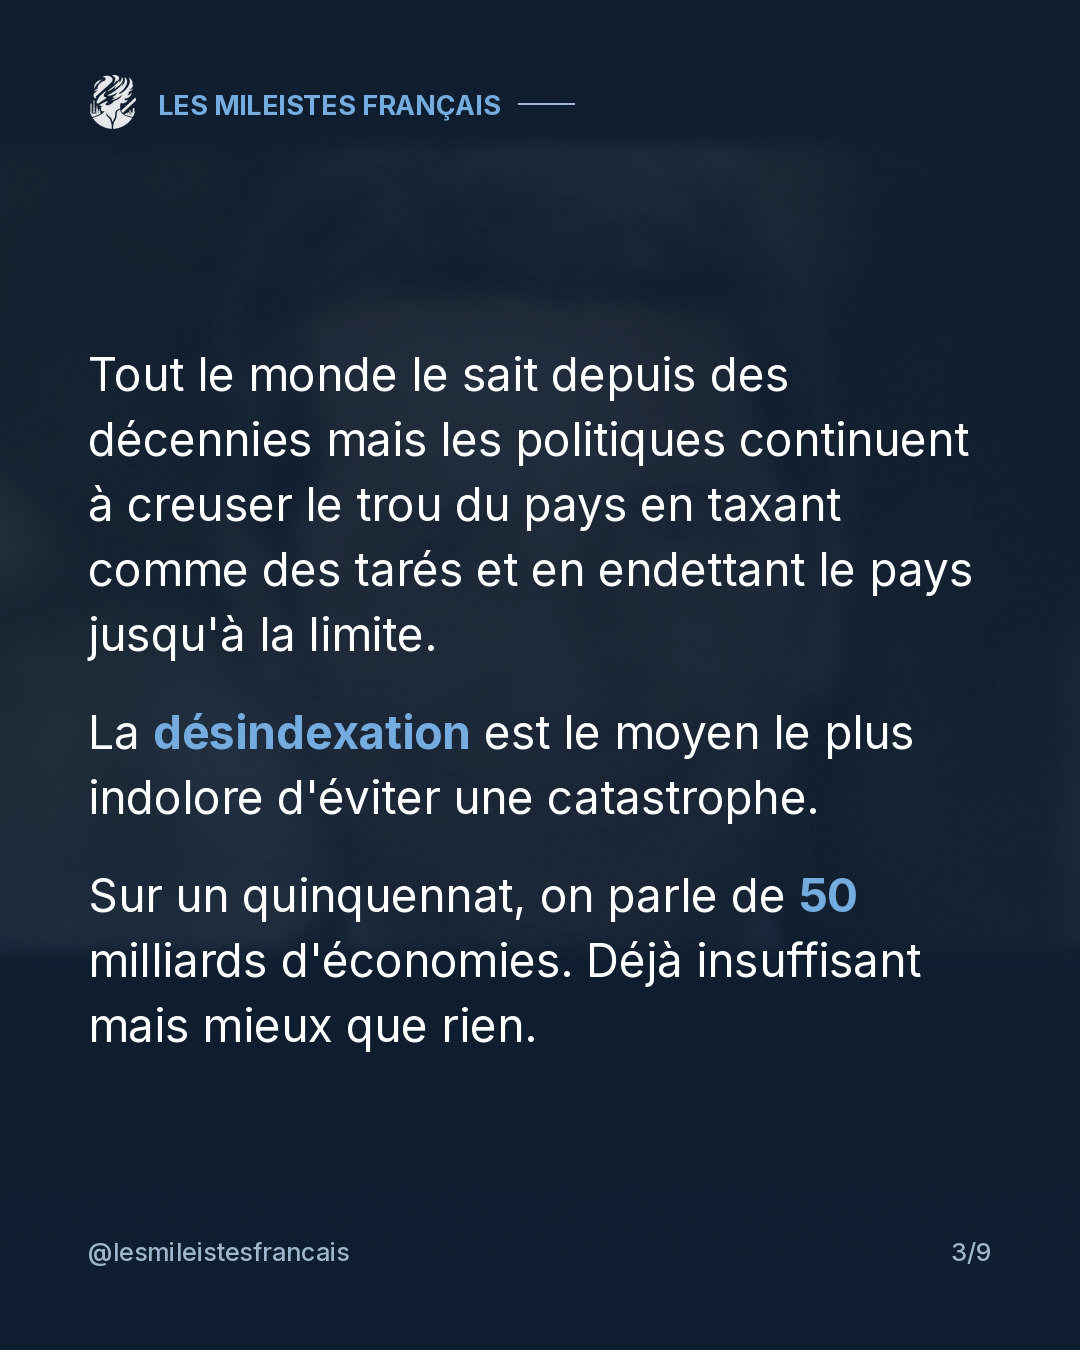 LES MILEISTES FRANÇAIS
Tout le monde le sait depuis des
décennies mais les politiques continuent
à creuser le trou du pays en taxant
comme des tarés et en endettant le pays
jusqu'à la limite.
La désindexation est le moyen le plus
indolore d'éviter une catastrophe.
Sur un quinquennat, on parle de 50
milliards d'économies. Déjà insuffisant
mais mieux que rien.
@lesmileistesfrancais
3/9